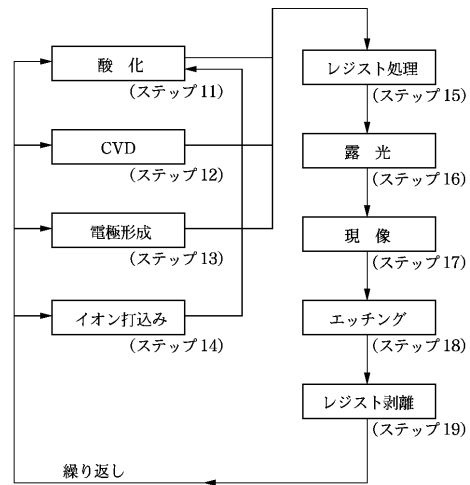 酸 化
(ステップ11)
CVD
(ステップ12)
電極形成
(ステップ13)
イオン打込み
(ステップ14)
レジスト処理
(ステップ15)
露 光
(ステップ16)
現 像
(ステップ17)
エッチング
(ステップ18)
レジスト剥離
(ステップ19)
繰り返し